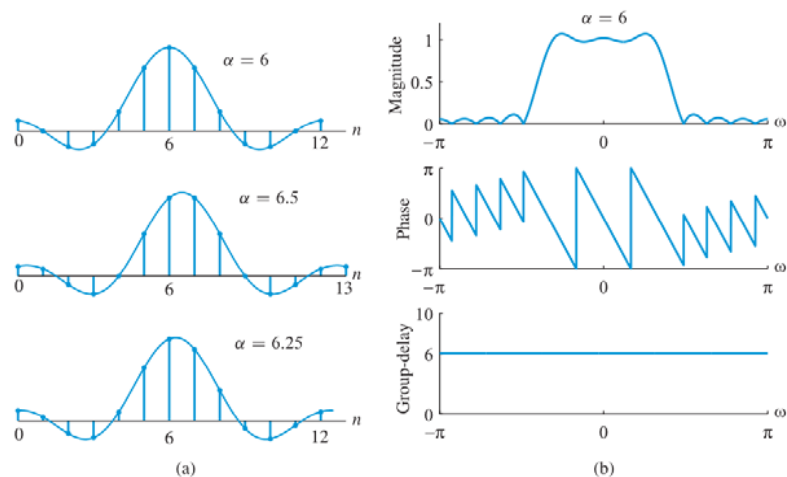 α = 6
0 6 12 n
α = 6.5
0 6 13 n
α = 6.25
0 6 12 n
(a)
α = 6
Magnitude
1
0.5
0
−π 0 π ω
Phase
π
0
−π
−π 0 π ω
Group-delay
10
6
0
−π 0 π ω
(b)